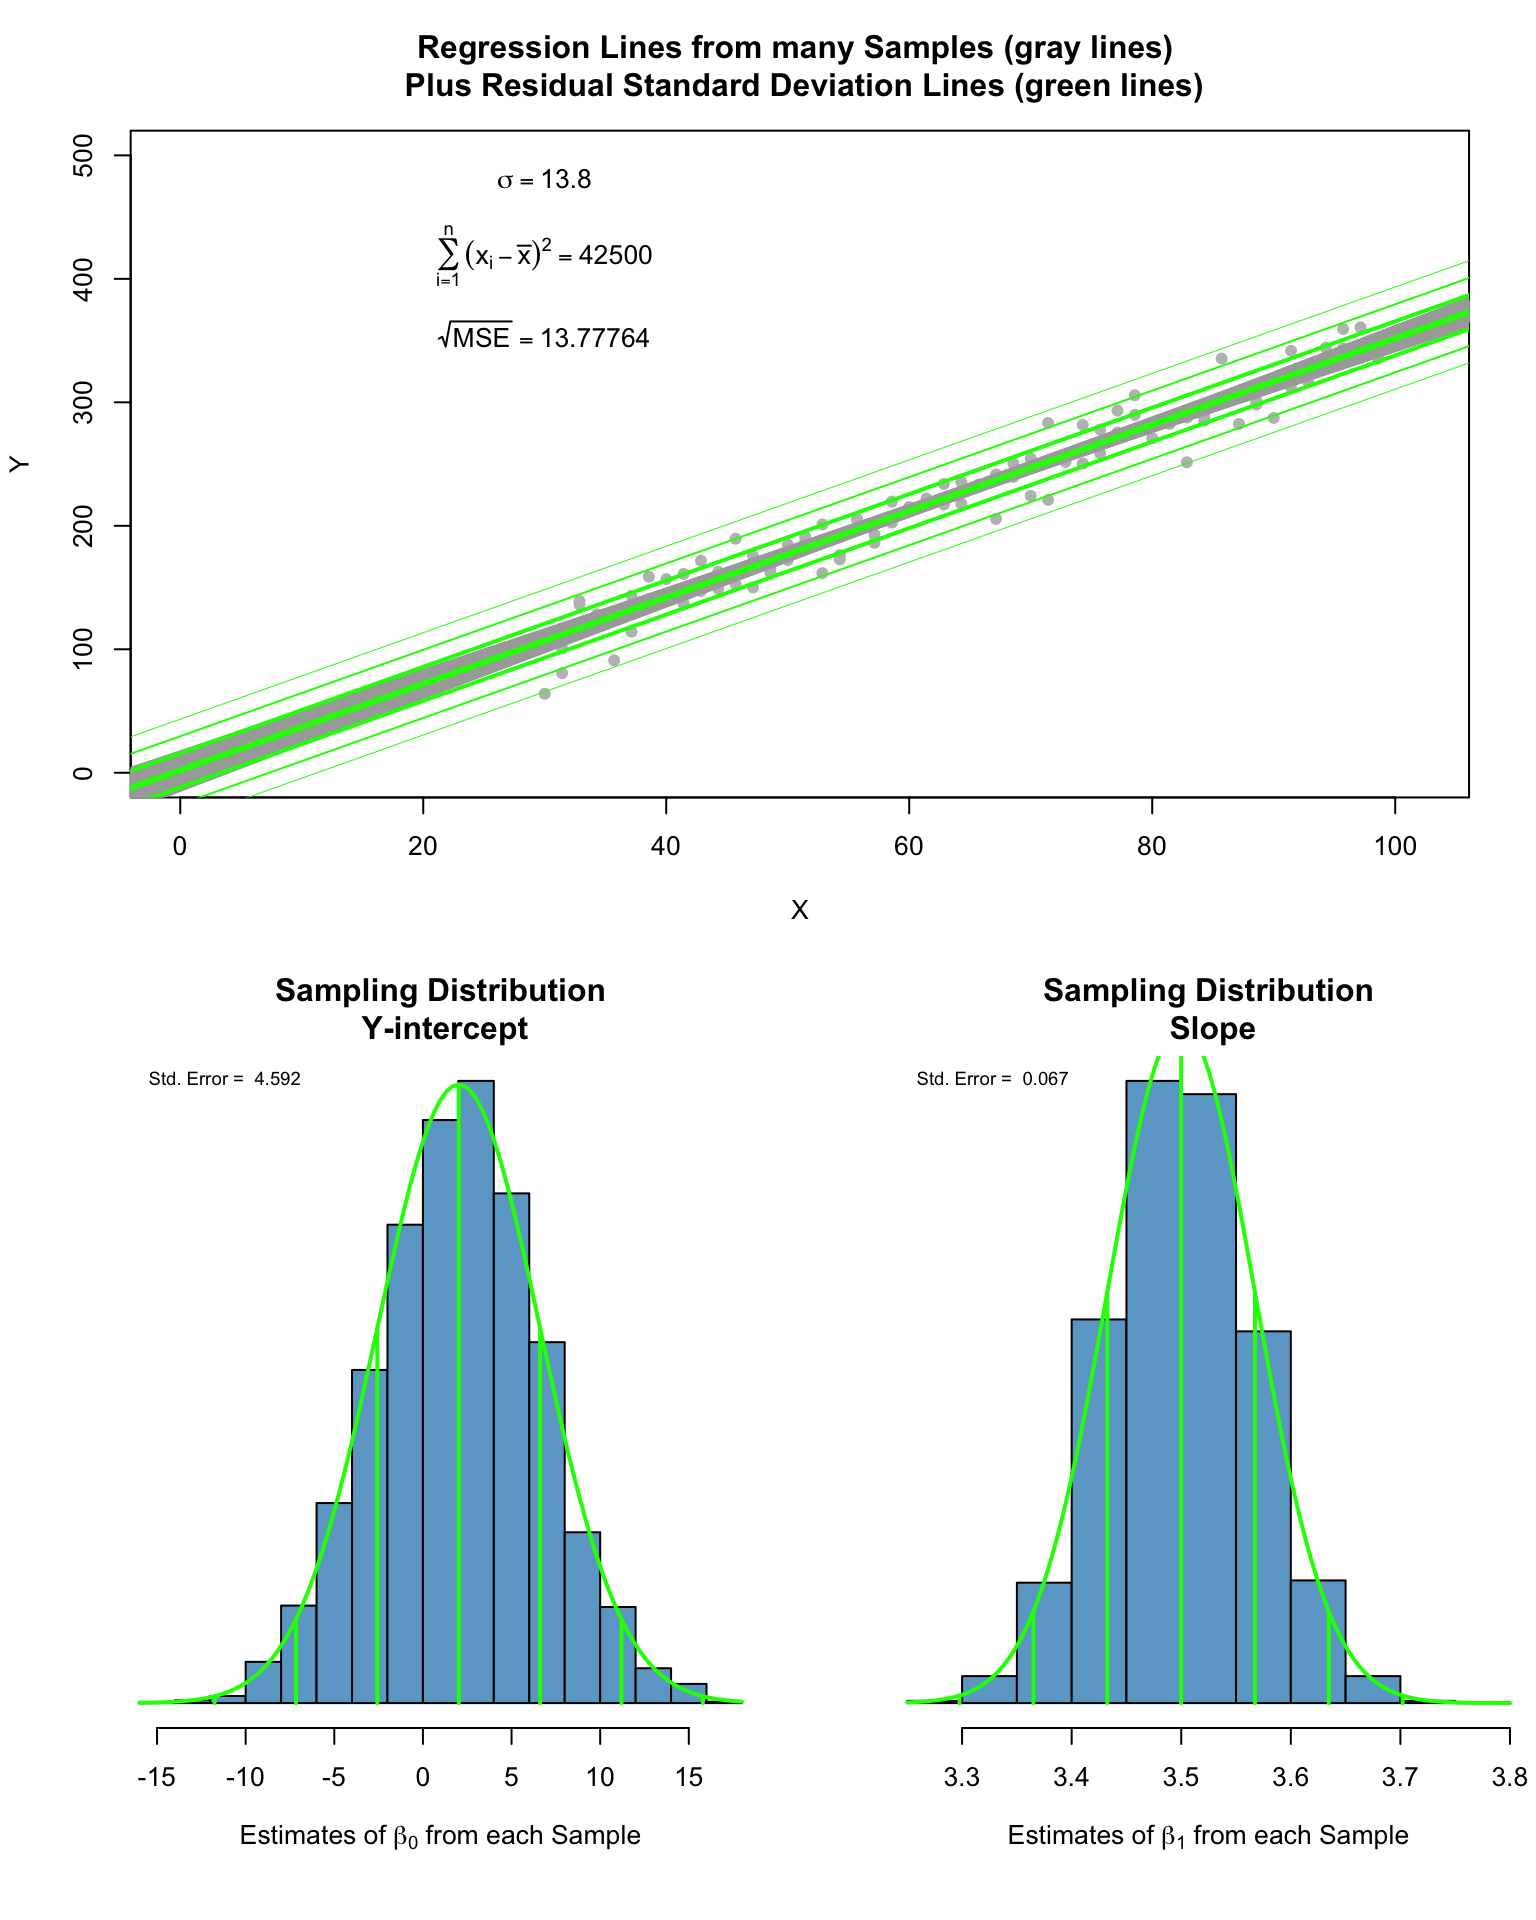 Regression Lines from many Samples (gray lines)
Plus Residual Standard Deviation Lines (green lines)
σ = 13.8
n
∑(xᵢ − x̅)² = 42500
i=1
√MSE = 13.77764
500
400
300
200
100
0
Y
0 20 40 60 80 100
X
Sampling Distribution
Y-intercept
Std. Error = 4.592
-15 -10 -5 0 5 10 15
Estimates of β₀ from each Sample
Sampling Distribution
Slope
Std. Error = 0.067
3.3 3.4 3.5 3.6 3.7 3.8
Estimates of β₁ from each Sample